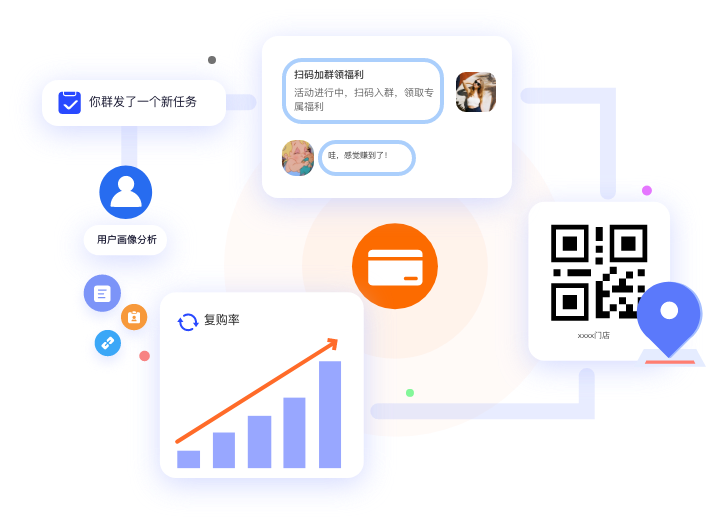 你群发了一个新任务
扫码加群领福利
活动进行中，扫码入群，领取专
属福利
哇，感觉赚到了！
用户画像分析
复购率
xxxx门店